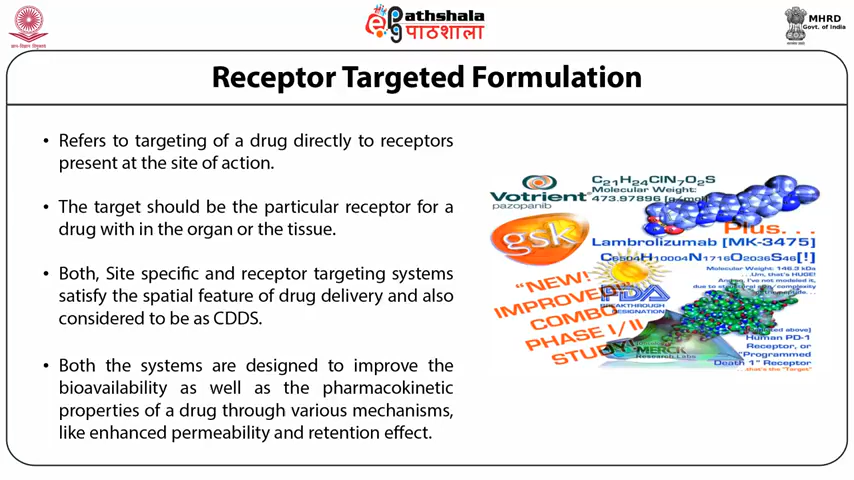 ePathshala
पाठशाला
MHRD
Govt. of India
Receptor Targeted Formulation
• Refers to targeting of a drug directly to receptors
present at the site of action.
• The target should be the particular receptor for a
drug with in the organ or the tissue.
• Both, Site specific and receptor targeting systems
satisfy the spatial feature of drug delivery and also
considered to be as CDDS.
• Both the systems are designed to improve the
bioavailability as well as the pharmacokinetic
properties of a drug through various mechanisms,
like enhanced permeability and retention effect.
Votrient
pazopanib
C21H24ClN7O2S
Molecular Weight:
473.97896 [g/mol]
gsk
Plus...
Lambrolizumab [MK-3475]
C6504H10004N1716O2036S46[!]
Molecular Weight: 146.3 kDa
...Um, that's HUGE!
"NEW!
IMPROVED"
COMBO
PHASE I/II
STUDY!
FDA
BREAKTHROUGH
DESIGNATION
MERCK
Research Labs
Human PD-1
Receptor, or
"Programmed
Death 1" Receptor
...that's the "Target"